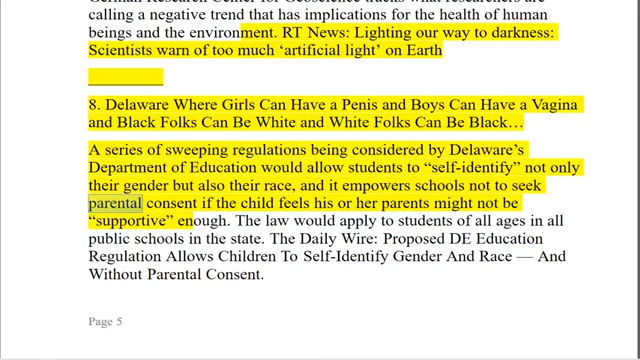 German Research Center for Geoscience tracks what researchers are
calling a negative trend that has implications for the health of human
beings and the environment. RT News: Lighting our way to darkness:
Scientists warn of too much ‘artificial light’ on Earth
8. Delaware Where Girls Can Have a Penis and Boys Can Have a Vagina
and Black Folks Can Be White and White Folks Can Be Black…
A series of sweeping regulations being considered by Delaware’s
Department of Education would allow students to “self-identify” not only
their gender but also their race, and it empowers schools not to seek
parental consent if the child feels his or her parents might not be
“supportive” enough. The law would apply to students of all ages in all
public schools in the state. The Daily Wire: Proposed DE Education
Regulation Allows Children To Self-Identify Gender And Race — And
Without Parental Consent.
Page 5